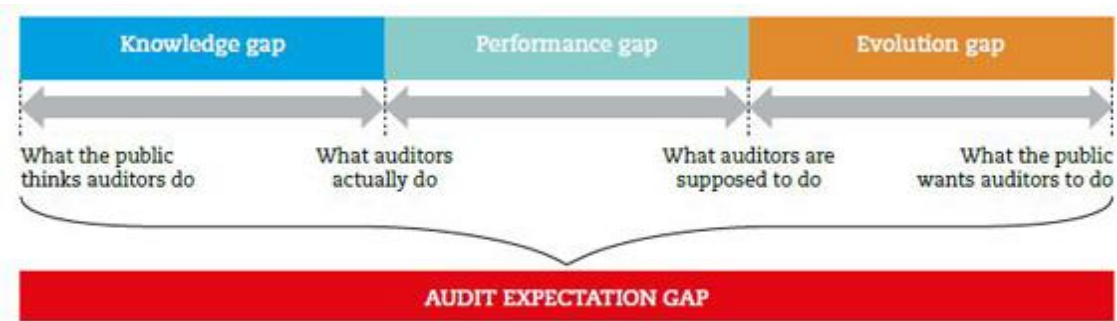 Knowledge gap
Performance gap
Evolution gap
What the public
thinks auditors do
What auditors
actually do
What auditors are
supposed to do
What the public
wants auditors to do
AUDIT EXPECTATION GAP